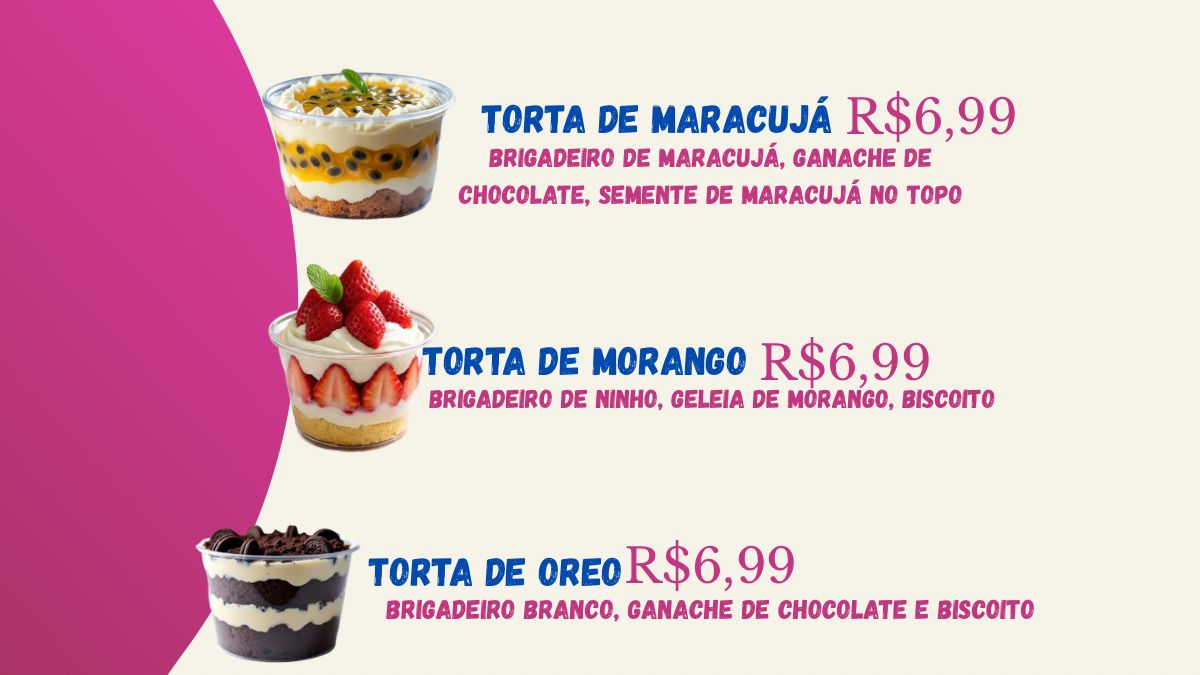 TORTA DE MARACUJÁ R$6,99
BRIGADEIRO DE MARACUJÁ, GANACHE DE
CHOCOLATE, SEMENTE DE MARACUJÁ NO TOPO
TORTA DE MORANGO R$6,99
BRIGADEIRO DE NINHO, GELEIA DE MORANGO, BISCOITO
TORTA DE OREO R$6,99
BRIGADEIRO BRANCO, GANACHE DE CHOCOLATE E BISCOITO